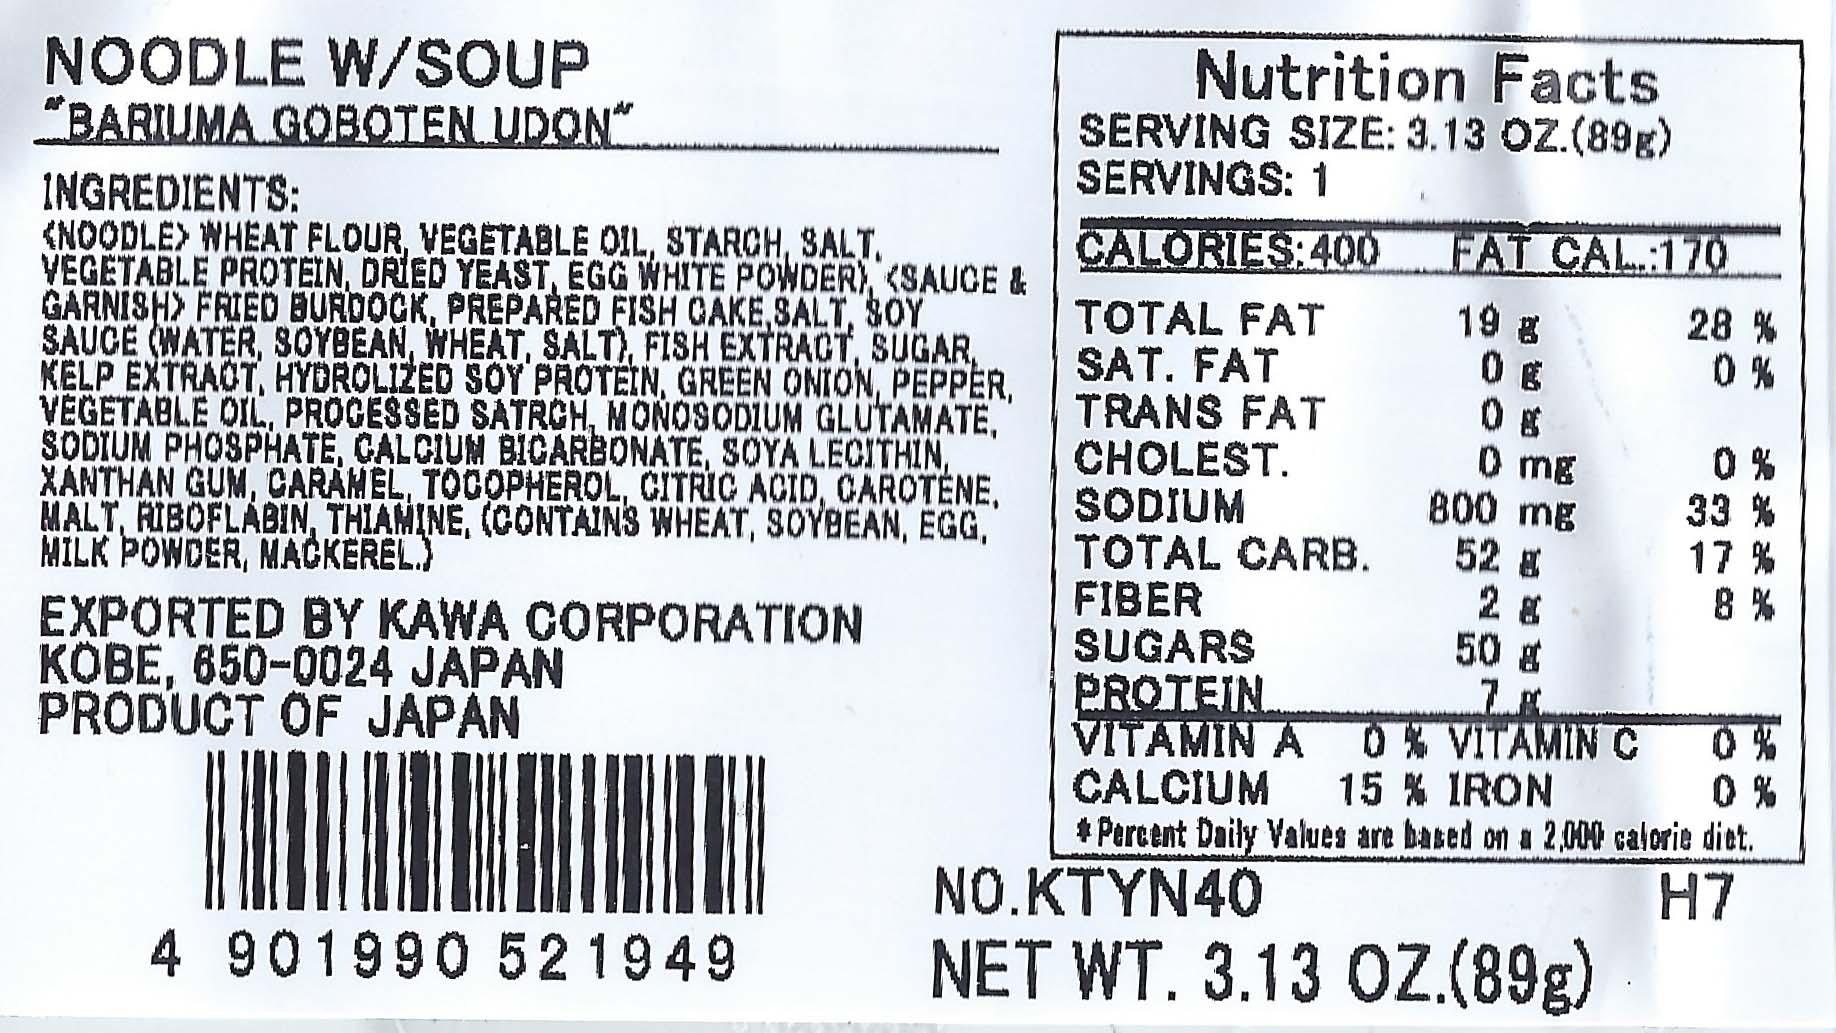 NOODLE W/SOUP
"BARIUMA GOBOTEN UDON"
INGREDIENTS:
<NOODLE> WHEAT FLOUR, VEGETABLE OIL, STARCH, SALT,
VEGETABLE PROTEIN, DRIED YEAST, EGG WHITE POWDER), <SAUCE &
GARNISH> FRIED BURDOCK, PREPARED FISH CAKE,SALT, SOY
SAUCE (WATER, SOYBEAN, WHEAT, SALT), FISH EXTRACT, SUGAR,
KELP EXTRACT, HYDROLIZED SOY PROTEIN, GREEN ONION, PEPPER,
VEGETABLE OIL, PROCESSED SATRCH, MONOSODIUM GLUTAMATE,
SODIUM PHOSPHATE, CALCIUM BICARBONATE, SOYA LECITHIN,
XANTHAN GUM, CARAMEL, TOCOPHEROL, CITRIC ACID, CAROTENE,
MALT, RIBOFLABIN, THIAMINE, (CONTAINS WHEAT, SOYBEAN, EGG,
MILK POWDER, MACKEREL.)
EXPORTED BY KAWA CORPORATION
KOBE, 650-0024 JAPAN
PRODUCT OF JAPAN
4 901990 521949
Nutrition Facts
SERVING SIZE: 3.13 OZ.(89g)
SERVINGS: 1
CALORIES:400 FAT CAL.:170
TOTAL FAT 19 g 28 %
SAT. FAT 0 g 0 %
TRANS FAT 0 g
CHOLEST. 0 mg 0 %
SODIUM 800 mg 33 %
TOTAL CARB. 52 g 17 %
FIBER 2 g 8 %
SUGARS 50 g
PROTEIN 7 g
VITAMIN A 0 % VITAMIN C 0 %
CALCIUM 15 % IRON 0 %
* Percent Daily Values are based on a 2,000 calorie diet.
NO.KTYN40 H7
NET WT. 3.13 OZ.(89g)